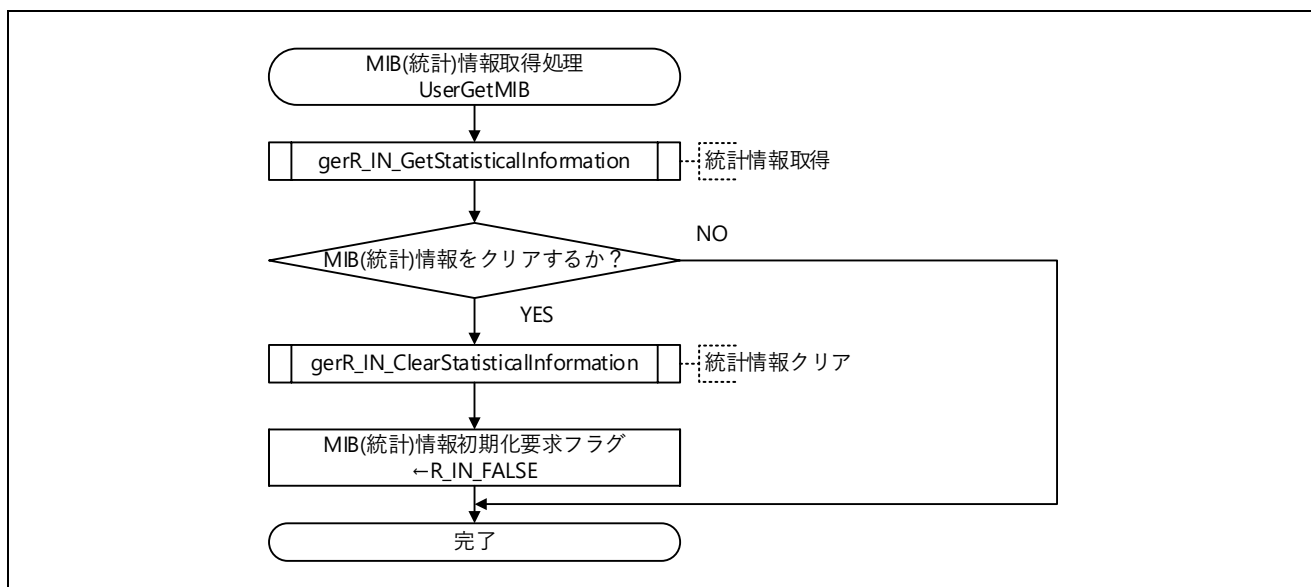 MIB(統計)情報取得処理
UserGetMIB
gerR_IN_GetStatisticalInformation
統計情報取得
MIB(統計)情報をクリアするか？
NO
YES
gerR_IN_ClearStatisticalInformation
統計情報クリア
MIB(統計)情報初期化要求フラグ
←R_IN_FALSE
完了